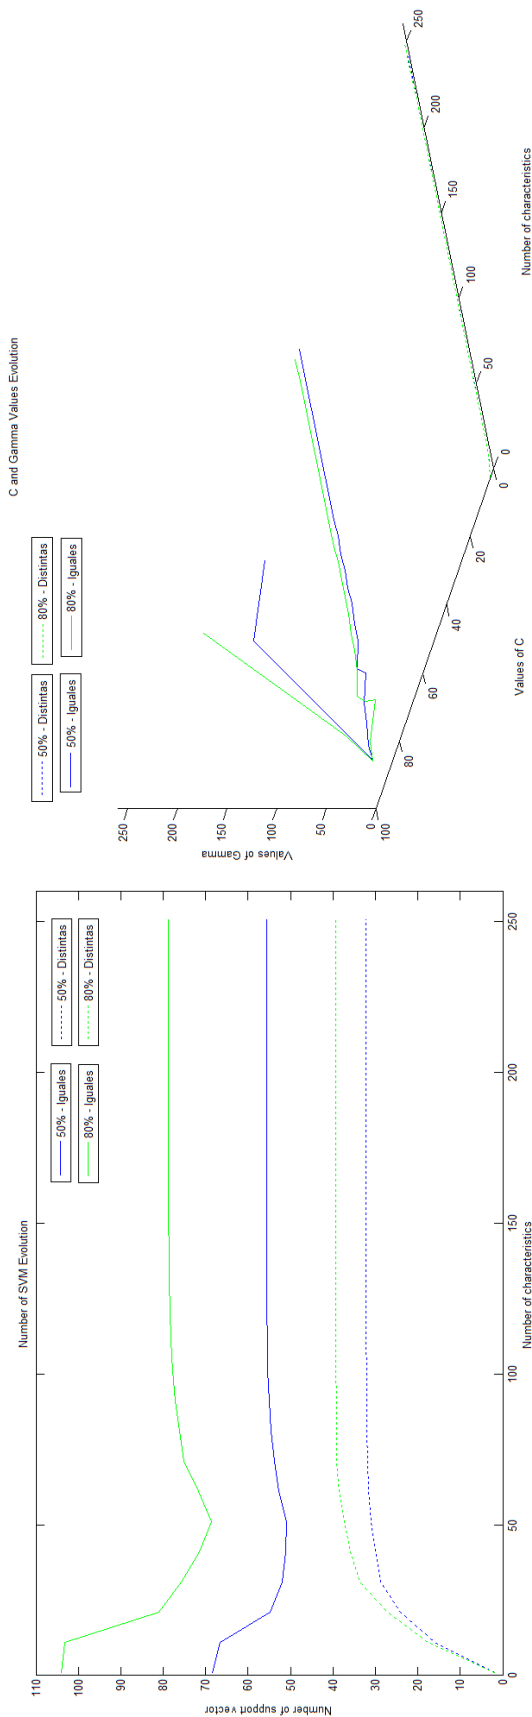 Number of SVM Evolution
50% - Iguales
50% - Distintas
80% - Iguales
80% - Distintas
Number of support vector
110
100
90
80
70
60
50
40
30
20
10
0
0
50
100
150
200
250
Number of characteristics
C and Gamma Values Evolution
50% - Distintas
80% - Distintas
50% - Iguales
80% - Iguales
Values of Gamma
250
200
150
100
50
0
100
80
60
40
20
0
Values of C
0
50
100
150
200
250
Number of characteristics